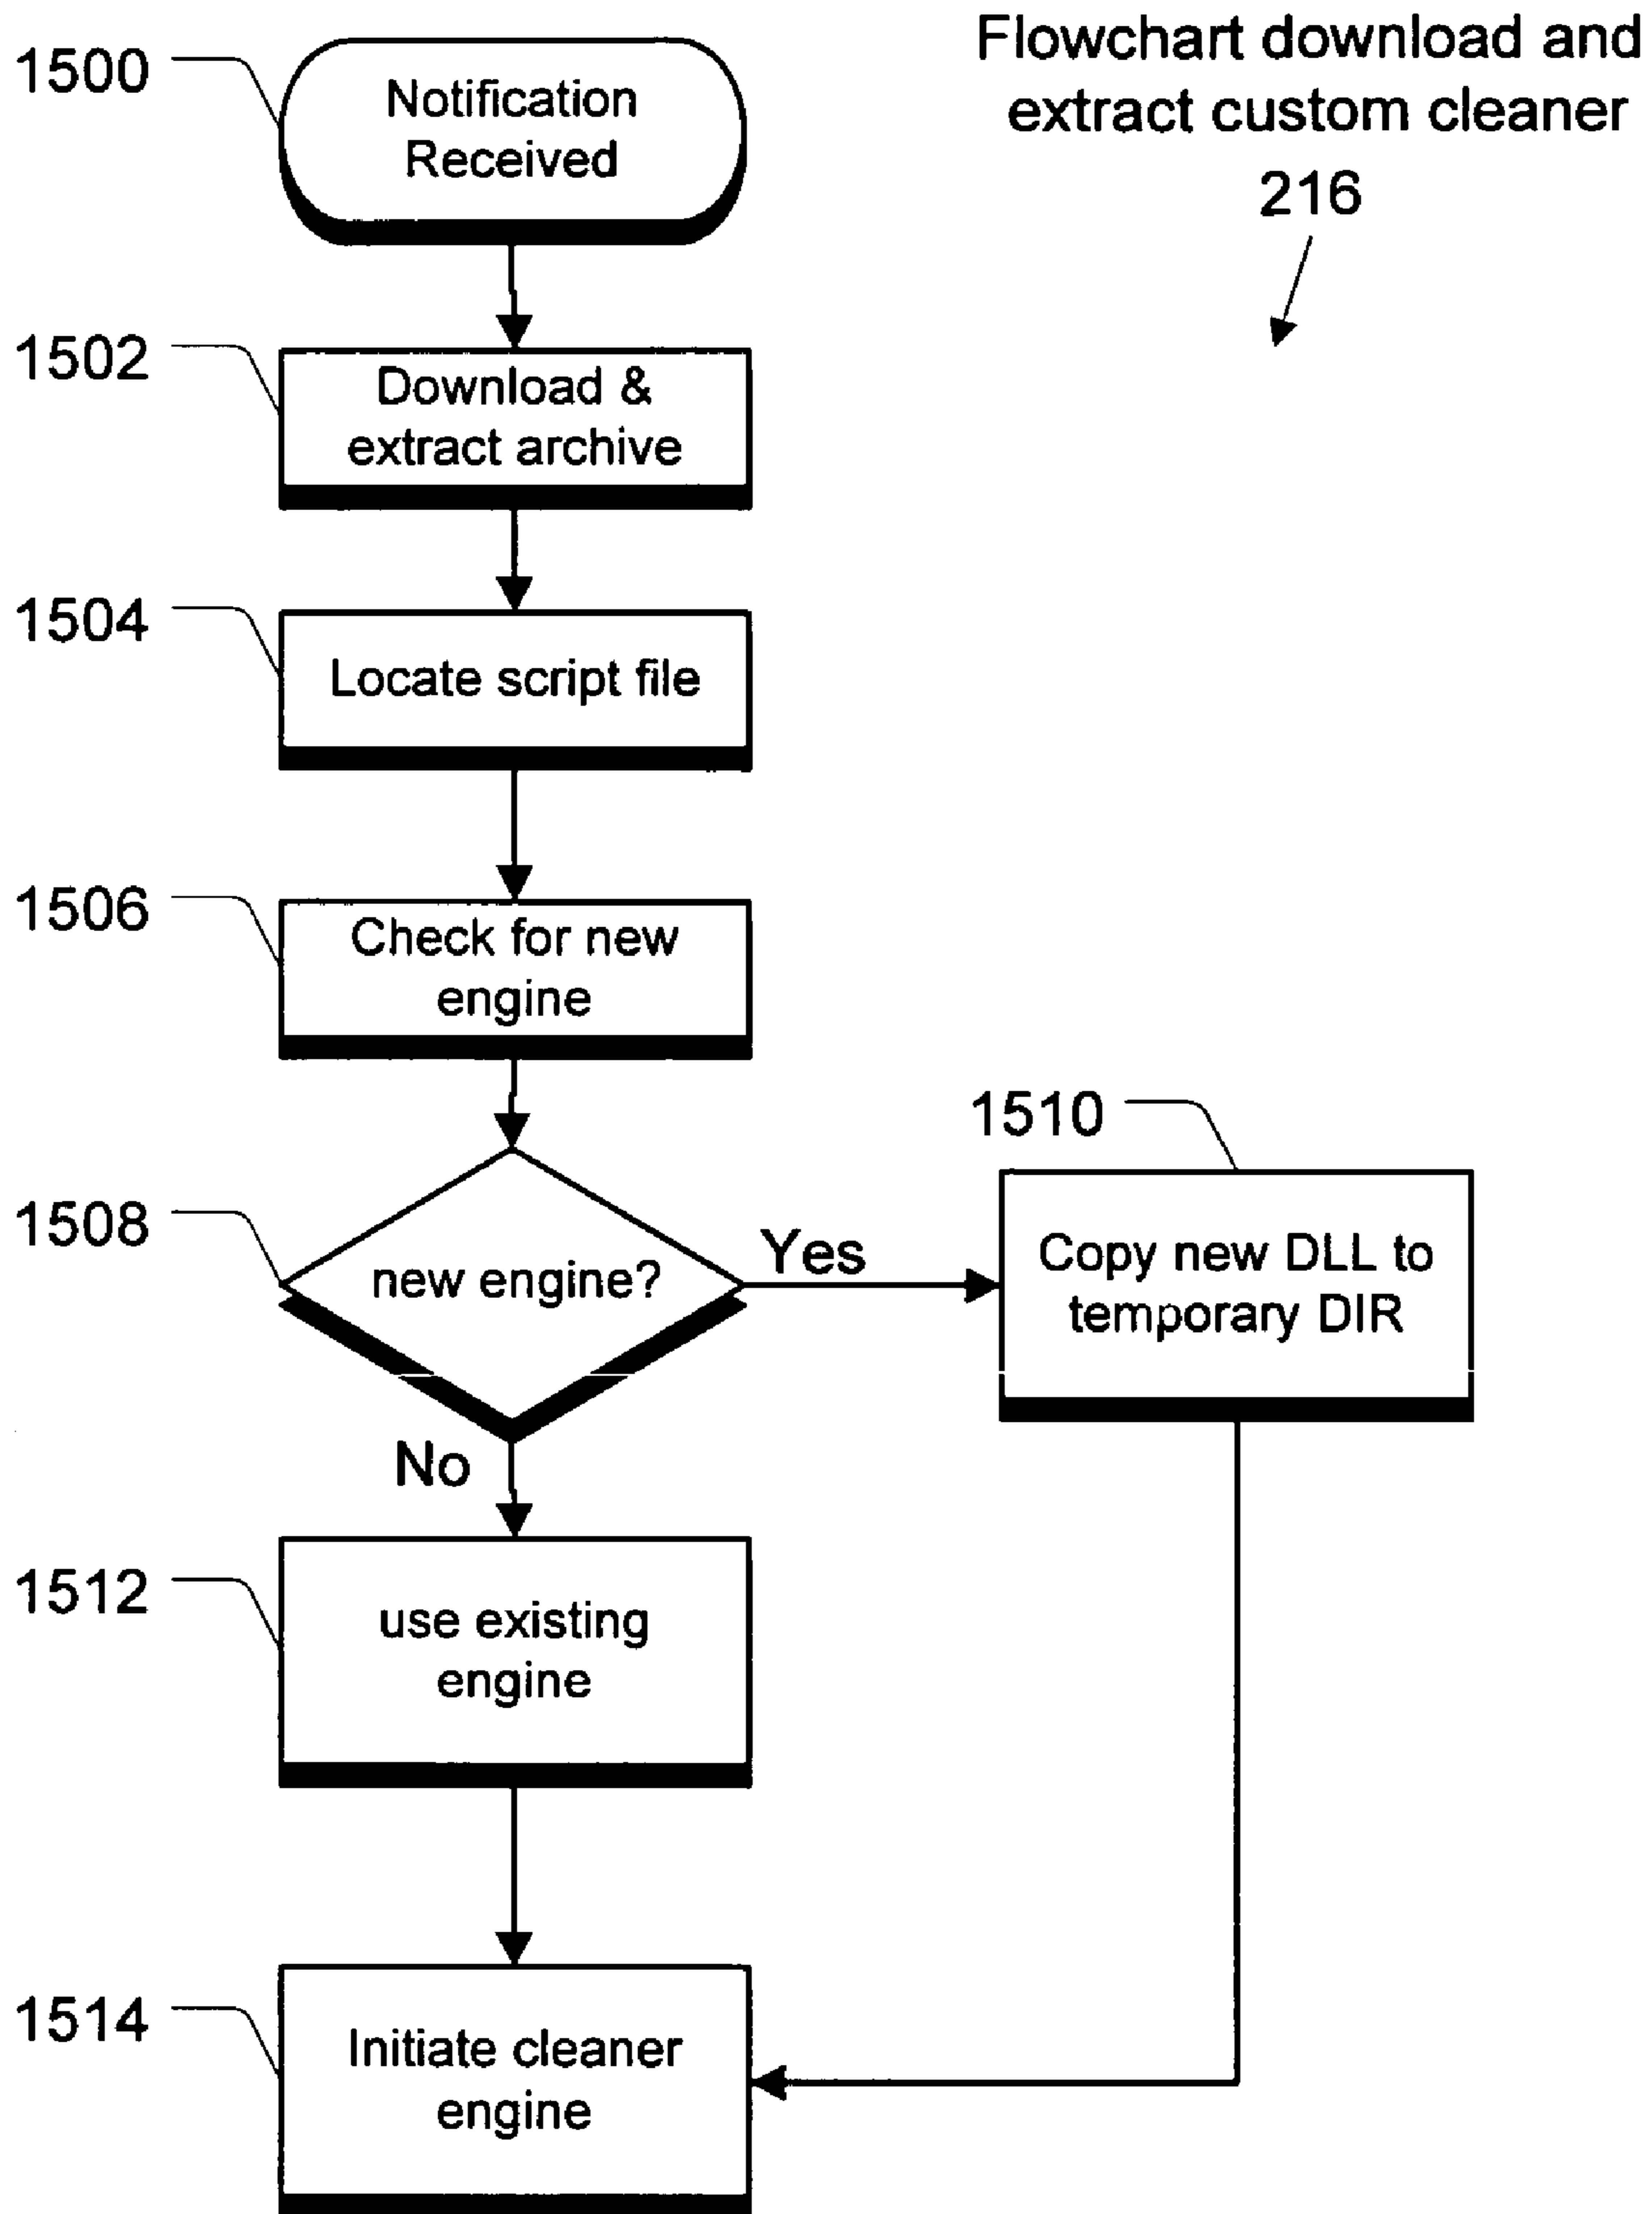 Flowchart download and
extract custom cleaner
216
1500
Notification
Received
1502
Download &
extract archive
1504
Locate script file
1506
Check for new
engine
1508
new engine?
Yes
1510
Copy new DLL to
temporary DIR
No
1512
use existing
engine
1514
Initiate cleaner
engine